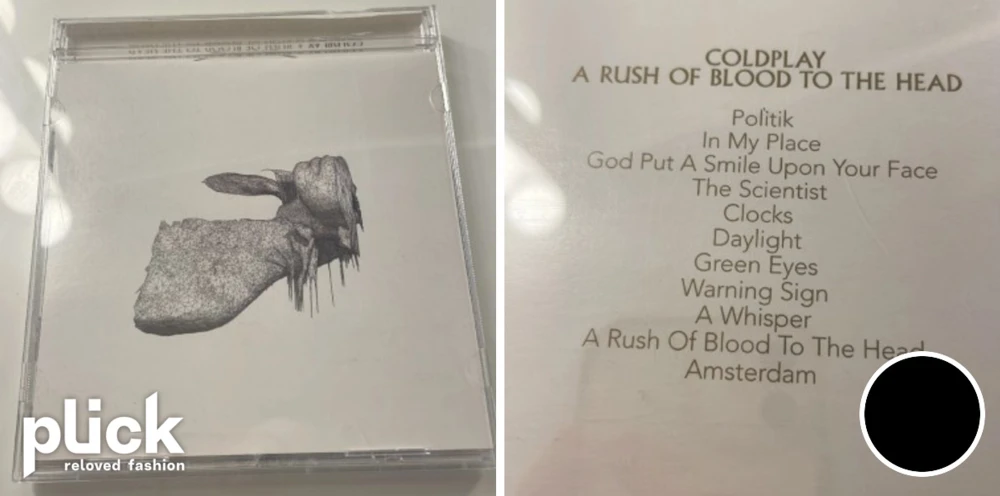 plick
reloved fashion
COLDPLAY
A RUSH OF BLOOD TO THE HEAD
Politik
In My Place
God Put A Smile Upon Your Face
The Scientist
Clocks
Daylight
Green Eyes
Warning Sign
A Whisper
A Rush Of Blood To The Head
Amsterdam